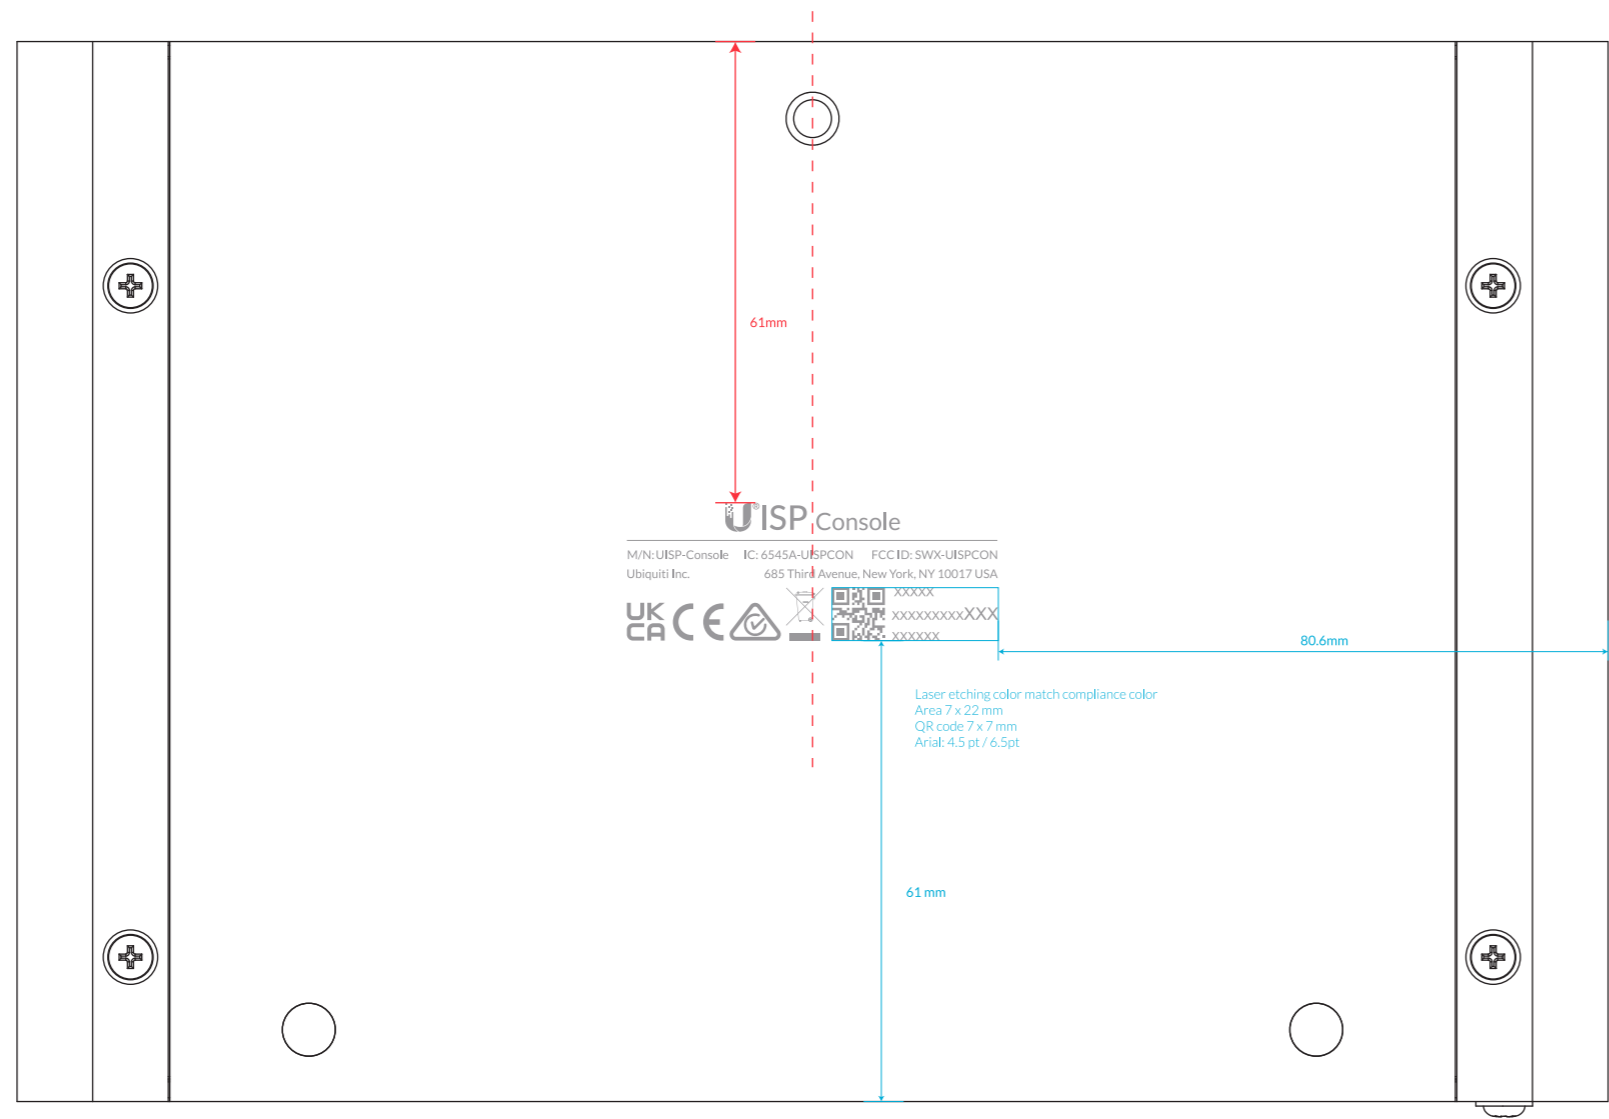 61mm
U® ISP Console
M/N: UISP-Console IC: 6545A-UISPCON FCC ID: SWX-UISPCON
Ubiquiti Inc. 685 Third Avenue, New York, NY 10017 USA
UK
CA CE
XXXXX
XXXXXXXXXXXX
XXXXXX
80.6mm
Laser etching color match compliance color
Area 7 x 22 mm
QR code 7 x 7 mm
Arial: 4.5 pt / 6.5pt
61 mm